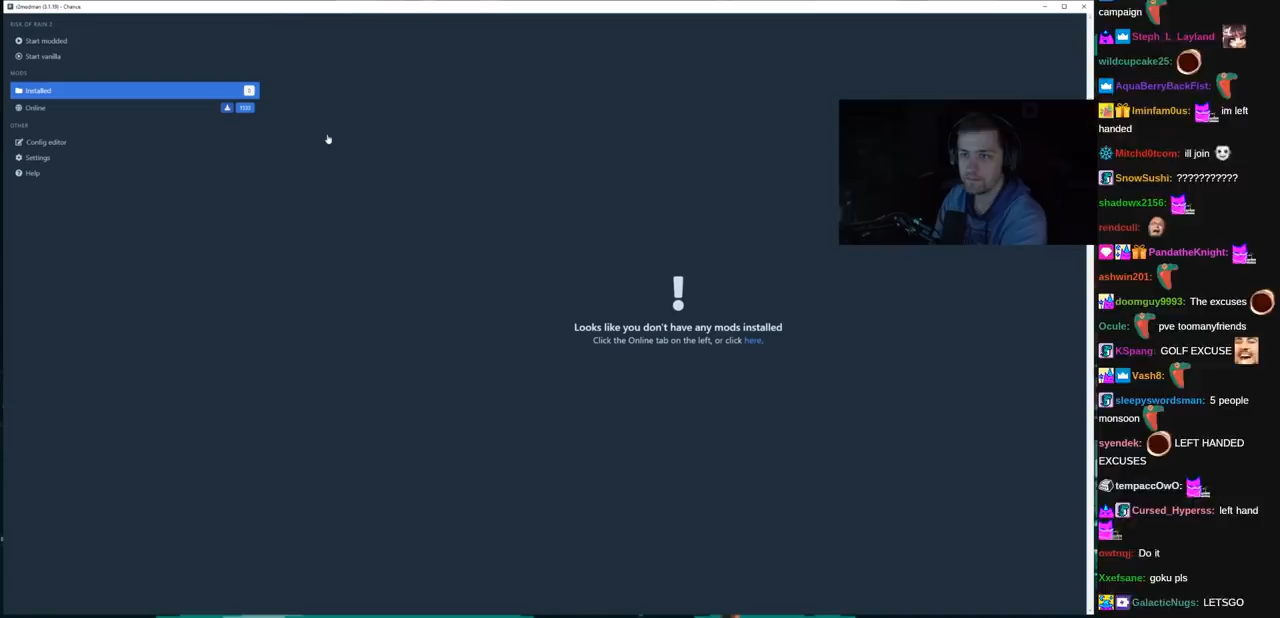 r2modman (3.1.19) - Chance
RISK OF RAIN 2
Start modded
Start vanilla
MODS
Installed
0
Online
1533
OTHER
Config editor
Settings
Help
Looks like you don't have any mods installed
Click the Online tab on the left, or click here.
campaign
Steph_L_Layland
wildcupcake25:
AquaBerryBackFist:
Iminfam0us: im left
handed
Mitchd0tcom: ill join
SnowSushi: ???????????
shadowx2156:
rendcull:
PandatheKnight:
ashwin201:
doomguy9993: The excuses
Ocule: pve toomanyfriends
KSpang: GOLF EXCUSE
Vash8:
sleepyswordsman: 5 people
monsoon
syendek: LEFT HANDED
EXCUSES
tempaccOwO:
Cursed_Hyperss: left hand
owtnqj: Do it
Xxefsane: goku pls
GalacticNugs: LETSGO